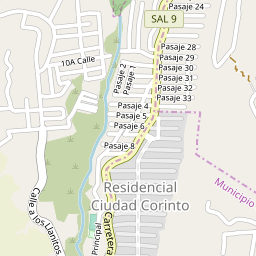 Pasaje 24
SAL 9
Pasaje 28
Pasaje 29
Pasaje 30
Pasaje 31
Pasaje 32
Pasaje 33
10A Calle
Pasaje 2
Pasaje 1
Pasaje 4
Pasaje 5
Pasaje 6
Pasaje 8
Residencial
Ciudad Corinto
Calle a los Llanitos
Principal
Carretera
Municipio